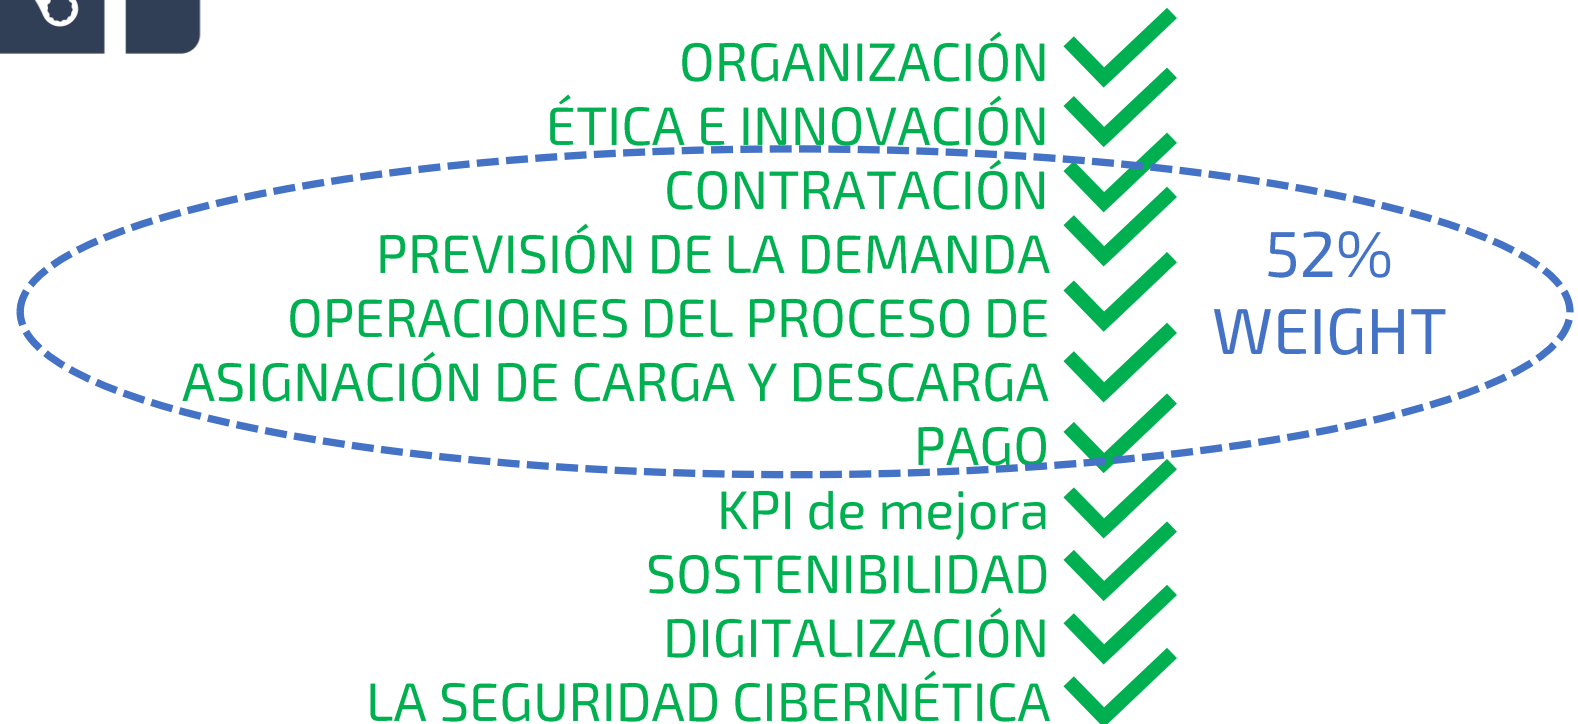 ORGANIZACIÓN
ÉTICA E INNOVACIÓN
CONTRATACIÓN
PREVISIÓN DE LA DEMANDA
OPERACIONES DEL PROCESO DE
ASIGNACIÓN DE CARGA Y DESCARGA
PAGO
KPI de mejora
SOSTENIBILIDAD
DIGITALIZACIÓN
LA SEGURIDAD CIBERNÉTICA
52%
WEIGHT